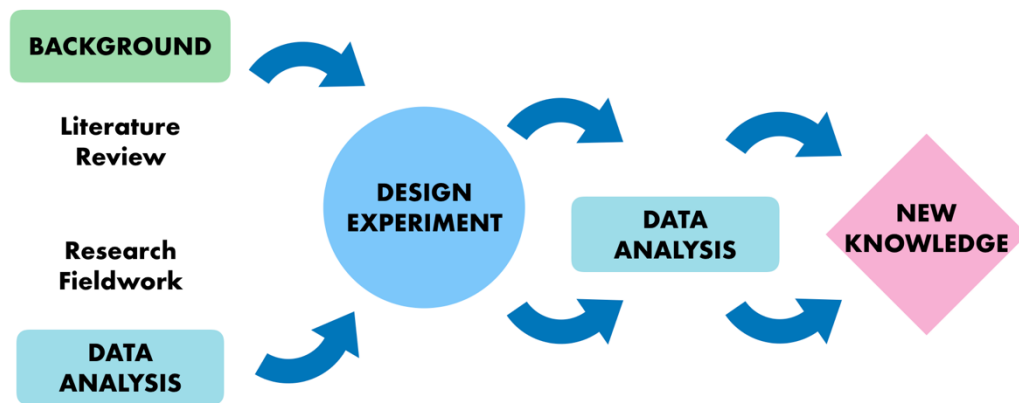 BACKGROUND
Literature
Review
Research
Fieldwork
DATA
ANALYSIS
DESIGN
EXPERIMENT
DATA
ANALYSIS
NEW
KNOWLEDGE